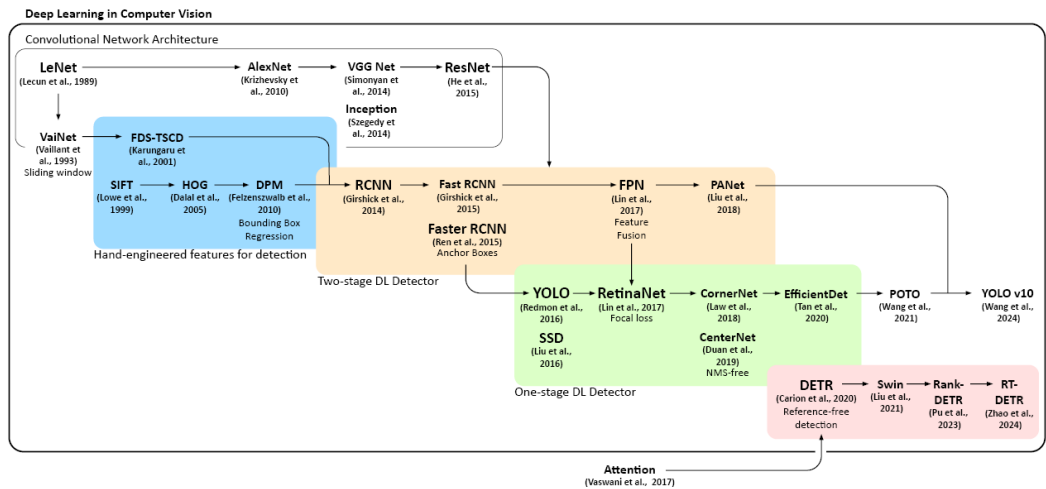 Deep Learning in Computer Vision
Convolutional Network Architecture
LeNet
(Lecun et al., 1989)
AlexNet
(Krizhevsky
et al., 2010)
VGG Net
(Simonyan
et al., 2014)
ResNet
(He et al.,
2015)
Inception
(Szegedy et
al., 2014)
VaiNet
(Vaillant et
al., 1993)
Sliding window
FDS-TSCD
(Karungaru et
al., 2001)
SIFT
(Lowe et al.,
1999)
HOG
(Dalal et al.,
2005)
DPM
(Felzenszwalb et al.,
2010)
Bounding Box
Regression
Hand-engineered features for detection
RCNN
(Girshick et al.,
2014)
Fast RCNN
(Girshick et al.,
2015)
FPN
(Lin et al.,
2017)
Feature
Fusion
PANet
(Liu et al.,
2018)
Faster RCNN
(Ren et al., 2015)
Anchor Boxes
Two-stage DL Detector
YOLO
(Redmon et al.,
2016)
RetinaNet
(Lin et al., 2017)
Focal loss
CornerNet
(Law et al.,
2018)
EfficientDet
(Tan et al.,
2020)
POTO
(Wang et al.,
2021)
YOLO v10
(Wang et al.,
2024)
SSD
(Liu et al.,
2016)
CenterNet
(Duan et al.,
2019)
NMS-free
One-stage DL Detector
DETR
(Carion et al., 2020)
Reference-free
detection
Swin
(Liu et al.,
2021)
Rank-
DETR
(Pu et al.,
2023)
RT-
DETR
(Zhao et al.,
2024)
Attention
(Vaswani et al., 2017)